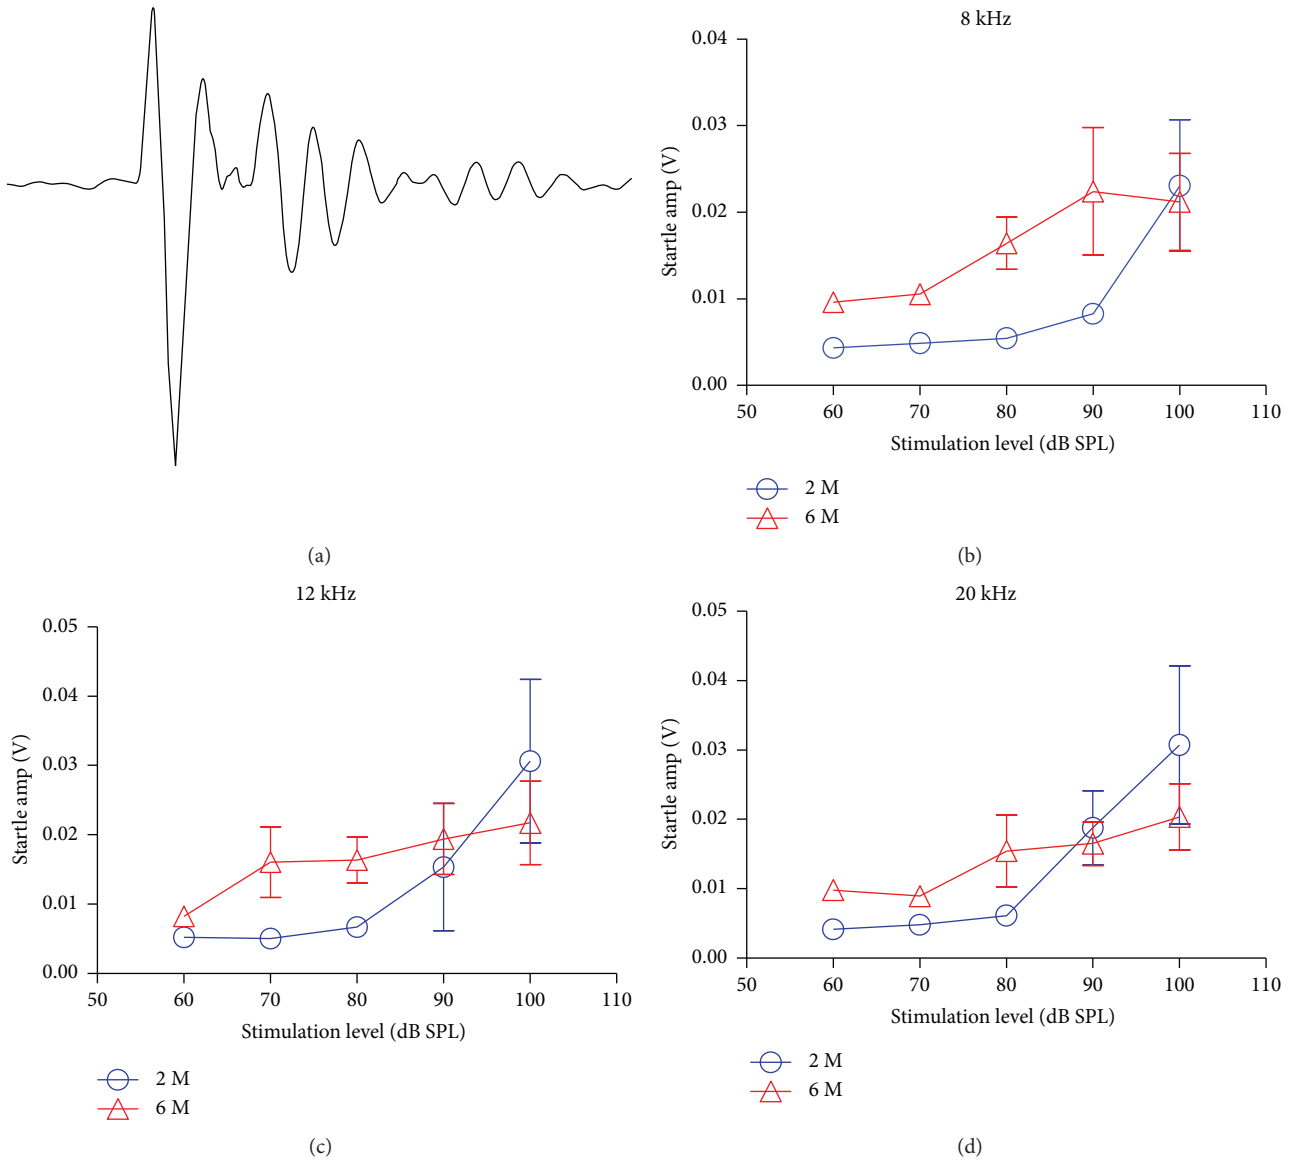 (a)
8 kHz
0.04
0.03
0.02
0.01
0.00
Startle amp (V)
50 60 70 80 90 100 110
Stimulation level (dB SPL)
2 M
6 M
(b)
12 kHz
0.05
0.04
0.03
0.02
0.01
0.00
Startle amp (V)
50 60 70 80 90 100 110
Stimulation level (dB SPL)
2 M
6 M
(c)
20 kHz
0.05
0.04
0.03
0.02
0.01
0.00
Startle amp (V)
50 60 70 80 90 100 110
Stimulation level (dB SPL)
2 M
6 M
(d)